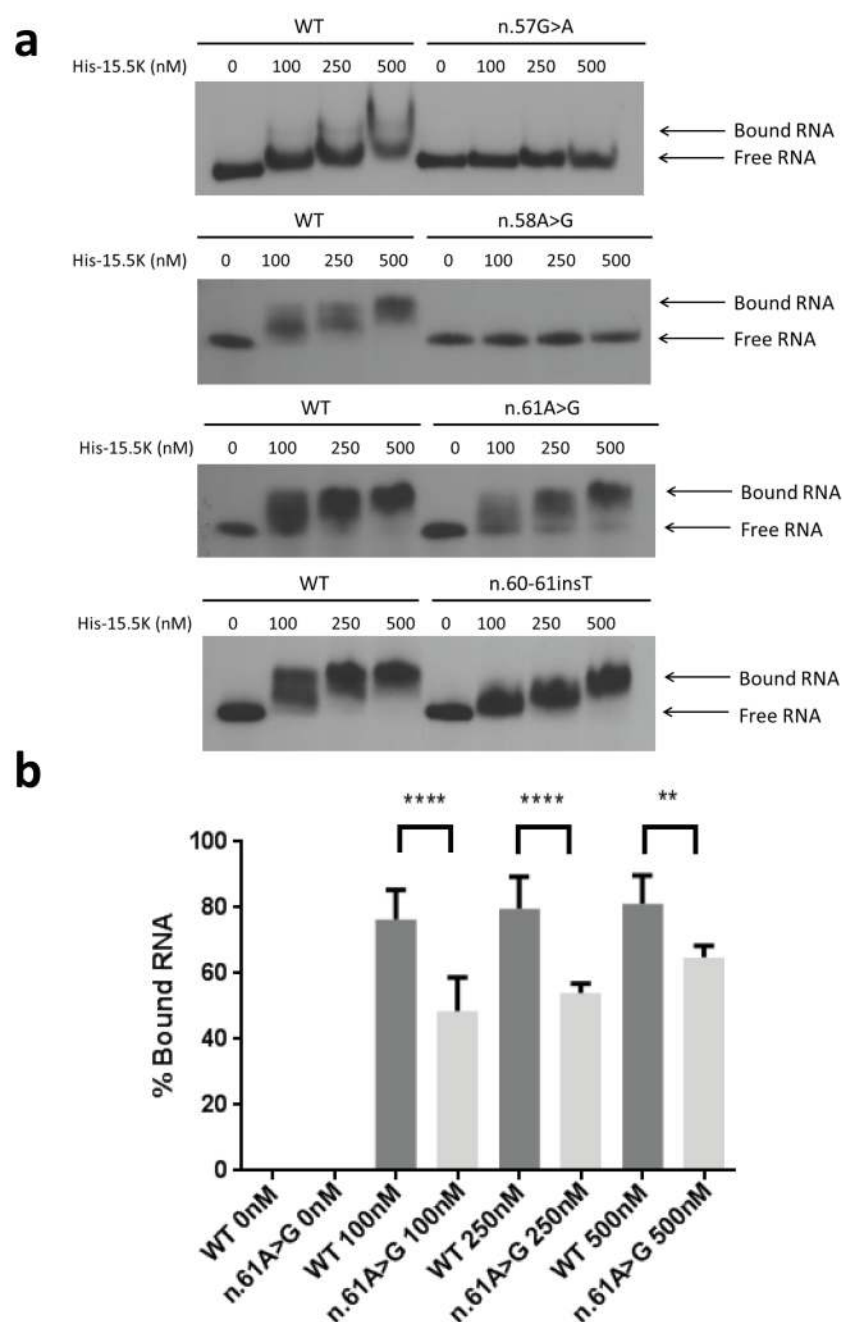 a
WT n.57G>A
His-15.5K (nM) 0 100 250 500 0 100 250 500
Bound RNA
Free RNA
WT n.58A>G
His-15.5K (nM) 0 100 250 500 0 100 250 500
Bound RNA
Free RNA
WT n.61A>G
His-15.5K (nM) 0 100 250 500 0 100 250 500
Bound RNA
Free RNA
WT n.60-61insT
His-15.5K (nM) 0 100 250 500 0 100 250 500
Bound RNA
Free RNA
b
**** **** **
% Bound RNA
100
80
60
40
20
0
WT 0nM
n.61A>G 0nM
WT 100nM
n.61A>G 100nM
WT 250nM
n.61A>G 250nM
WT 500nM
n.61A>G 500nM